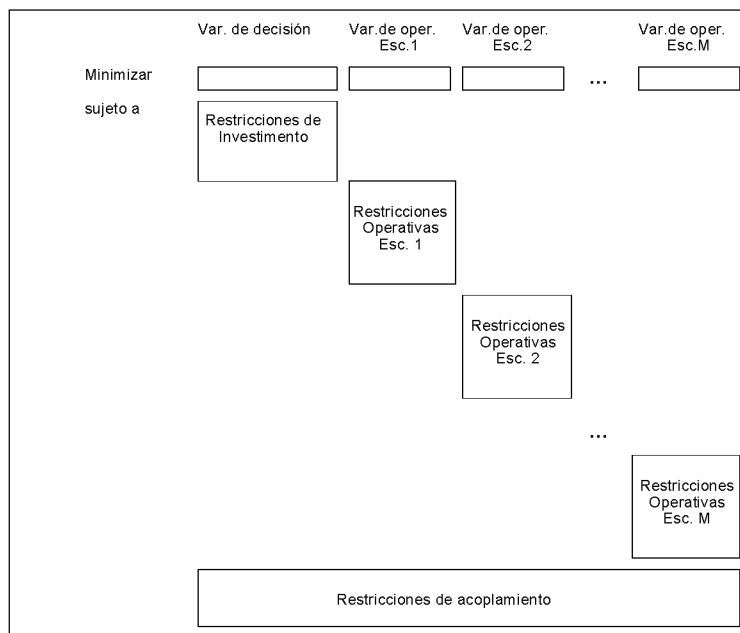 Var. de decisión Var.de oper. Var.de oper. Var.de oper.
Esc.1 Esc.2 Esc.M
Minimizar ...
sujeto a
Restricciones de
Investimento
Restricciones
Operativas
Esc. 1
Restricciones
Operativas
Esc. 2
...
Restricciones
Operativas
Esc. M
Restricciones de acoplamiento